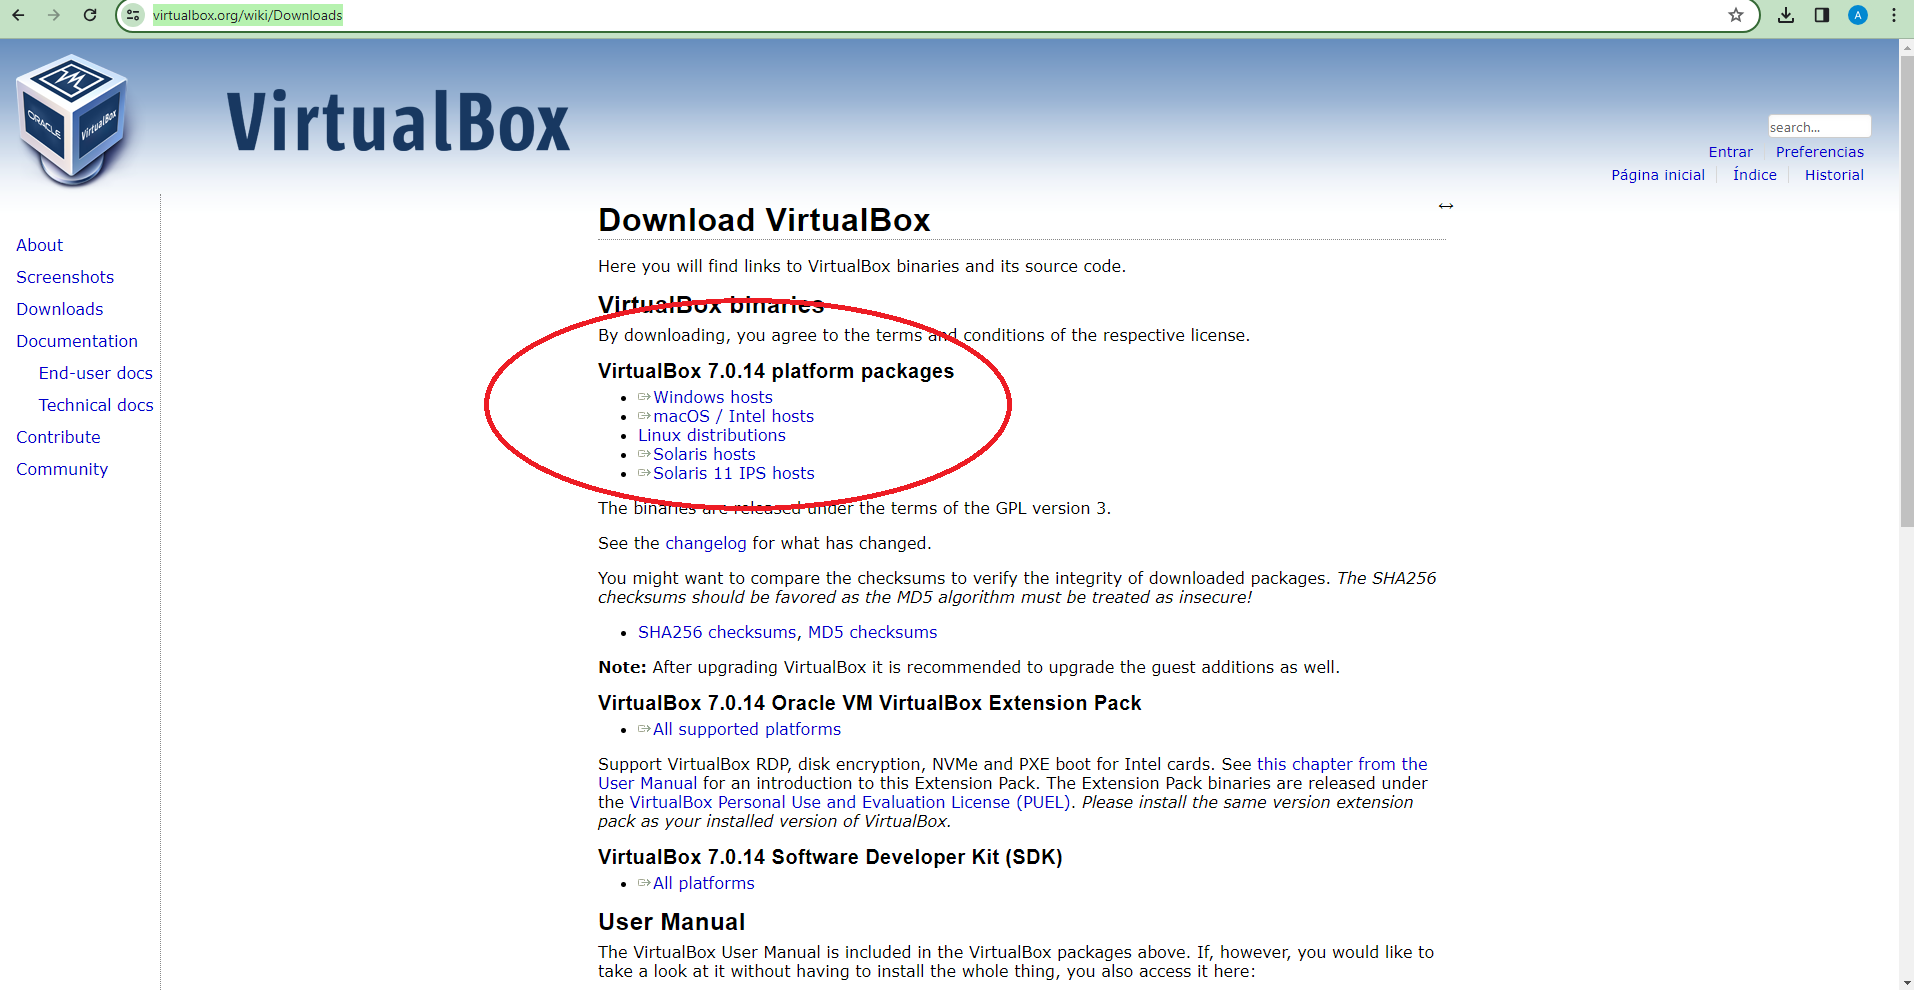 virtualbox.org/wiki/Downloads
A
ORACLE
VirtualBox
VirtualBox
search...
Entrar
Preferencias
Página inicial
Índice
Historial
About
Screenshots
Downloads
Documentation
End-user docs
Technical docs
Contribute
Community
Download VirtualBox
Here you will find links to VirtualBox binaries and its source code.
VirtualBox binaries
By downloading, you agree to the terms and conditions of the respective license.
VirtualBox 7.0.14 platform packages
Windows hosts
macOS / Intel hosts
Linux distributions
Solaris hosts
Solaris 11 IPS hosts
The binaries are released under the terms of the GPL version 3.
See the changelog for what has changed.
You might want to compare the checksums to verify the integrity of downloaded packages. The SHA256
checksums should be favored as the MD5 algorithm must be treated as insecure!
SHA256 checksums, MD5 checksums
Note: After upgrading VirtualBox it is recommended to upgrade the guest additions as well.
VirtualBox 7.0.14 Oracle VM VirtualBox Extension Pack
All supported platforms
Support VirtualBox RDP, disk encryption, NVMe and PXE boot for Intel cards. See this chapter from the
User Manual for an introduction to this Extension Pack. The Extension Pack binaries are released under
the VirtualBox Personal Use and Evaluation License (PUEL). Please install the same version extension
pack as your installed version of VirtualBox.
VirtualBox 7.0.14 Software Developer Kit (SDK)
All platforms
User Manual
The VirtualBox User Manual is included in the VirtualBox packages above. If, however, you would like to
take a look at it without having to install the whole thing, you also access it here: